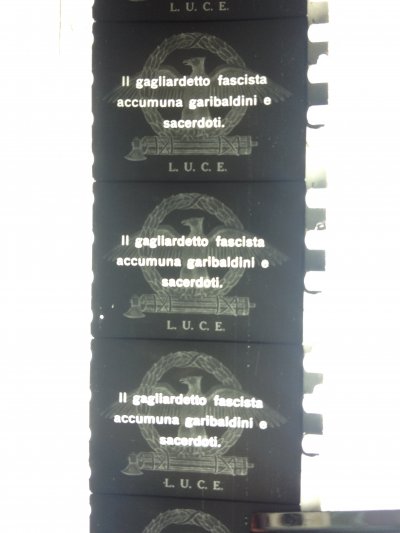 L. U. C. E.
Il gagliardetto fascista
accumuna garibaldini e
sacerdoti.
L. U. C. E.
Il gagliardetto fascista
accumuna garibaldini e
sacerdoti.
L. U. C. E.
Il gagliardetto fascista
accumuna garibaldini e
sacerdoti.
L. U. C. E.